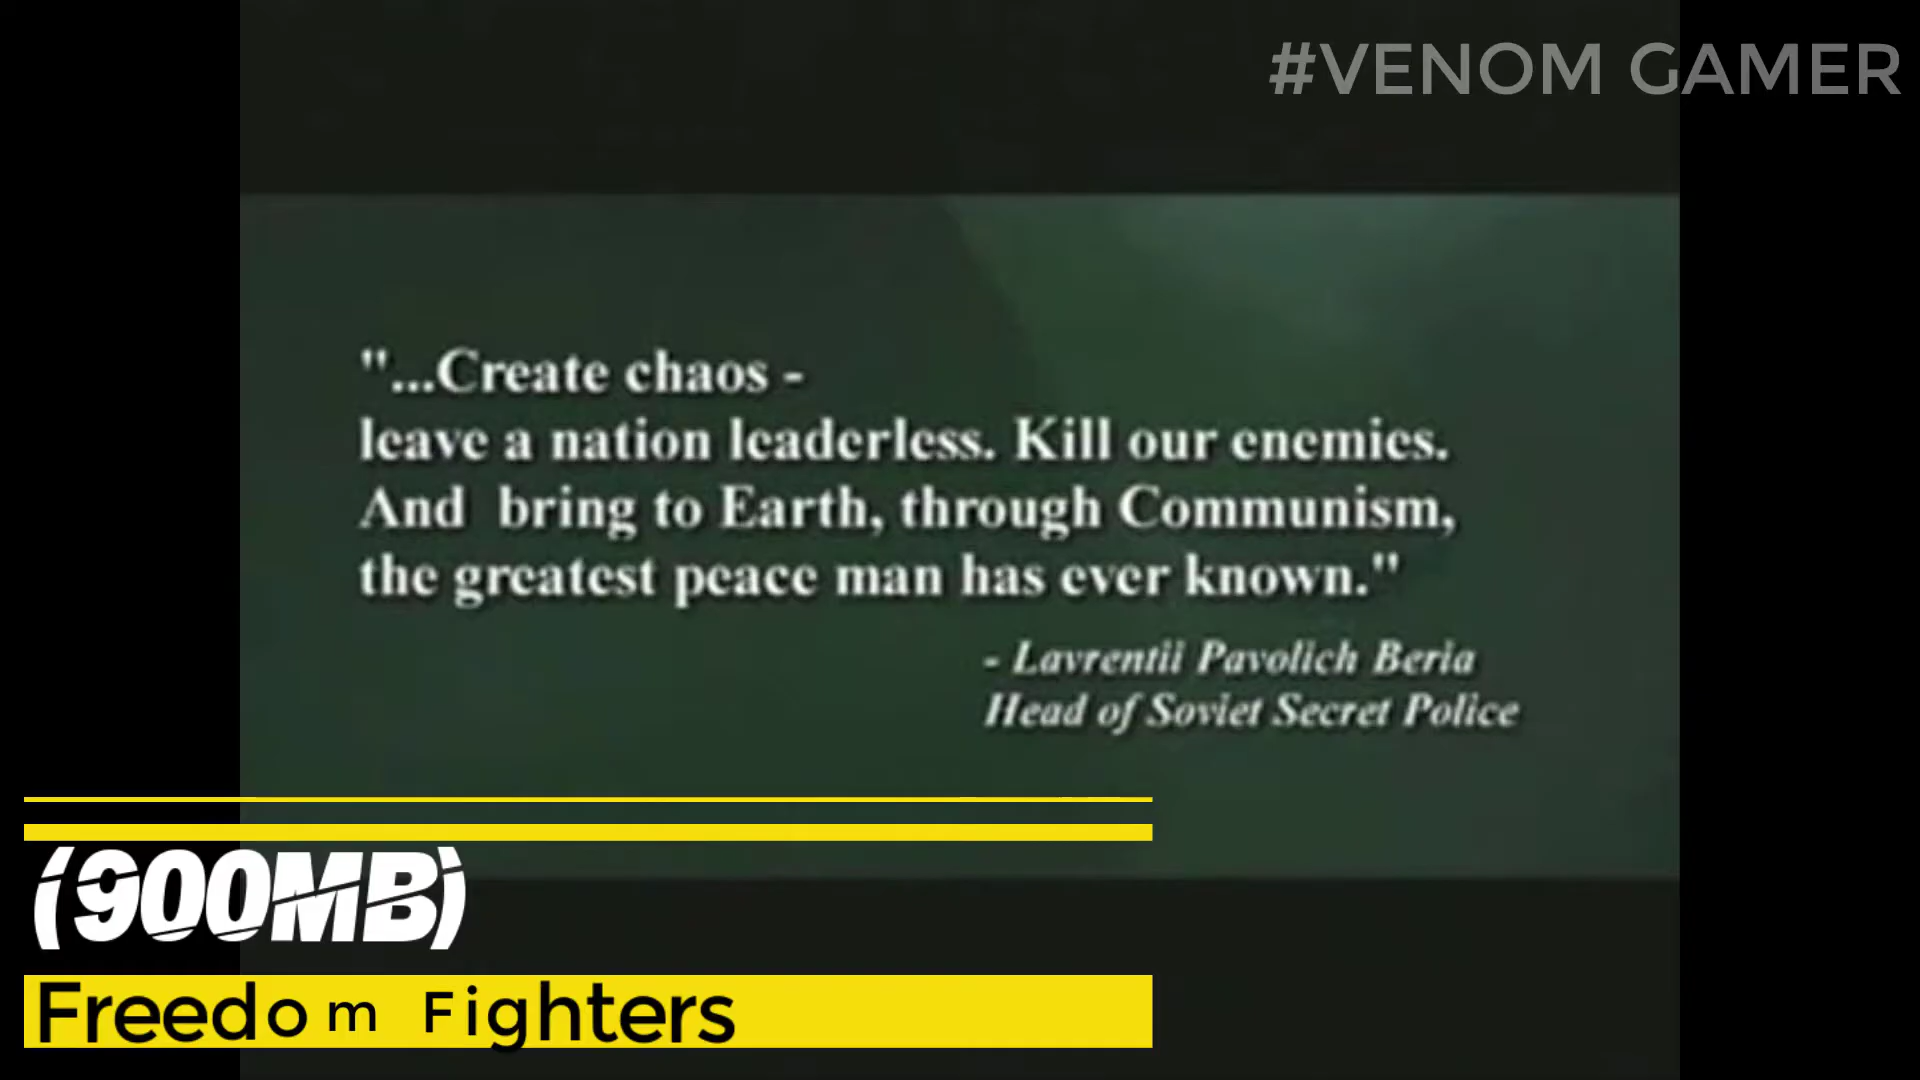 #VENOM GAMER
"...Create chaos -
leave a nation leaderless. Kill our enemies.
And bring to Earth, through Communism,
the greatest peace man has ever known."
- Lavrentii Pavolich Beria
Head of Soviet Secret Police
(900MB)
Freedom Fighters